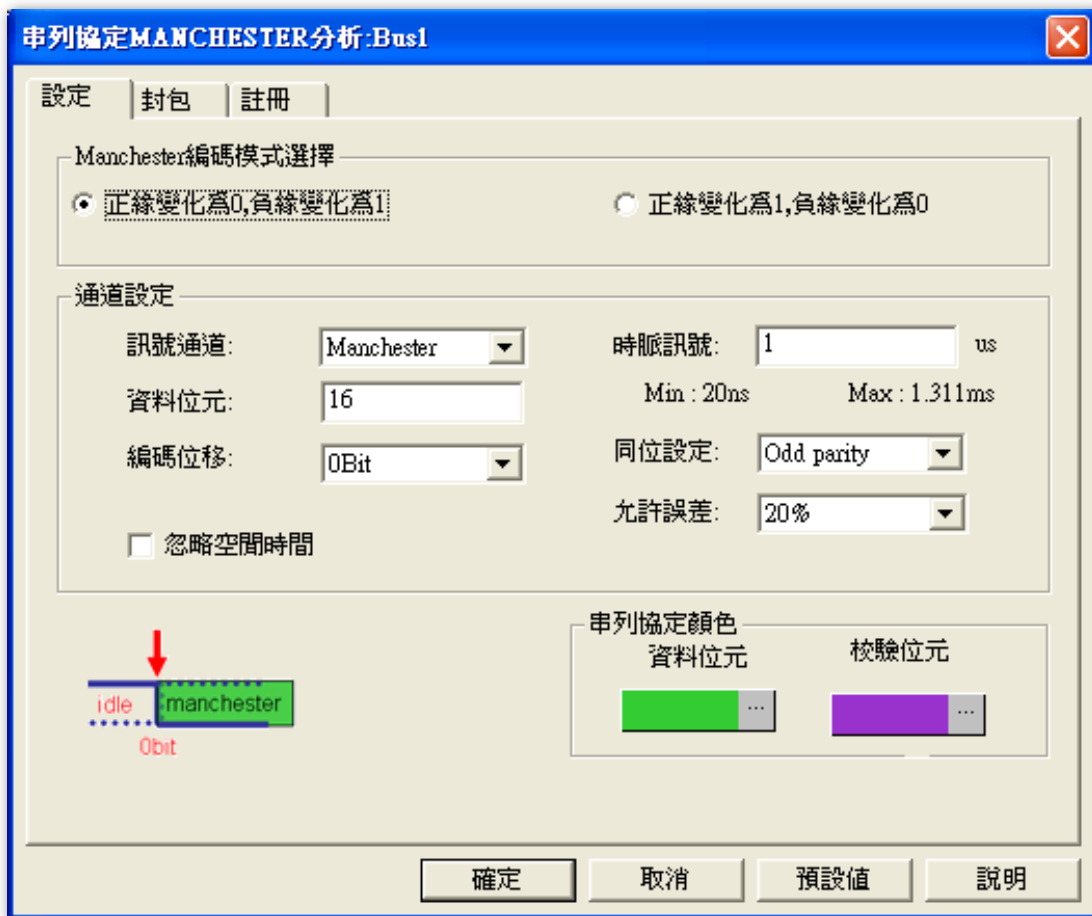 串列協定MANCHESTER分析:Bus1
設定 封包 註冊
Manchester編碼模式選擇
正緣變化爲0,負緣變化爲1 正緣變化爲1,負緣變化爲0
通道設定
訊號通道: Manchester 時脈訊號: 1 us
Min : 20ns Max : 1.311ms
資料位元: 16
編碼位移: 0Bit 同位設定: Odd parity
允許誤差: 20%
忽略空閒時間
串列協定顏色
資料位元 校驗位元
idle manchester
0bit
... ...
確定 取消 預設值 說明